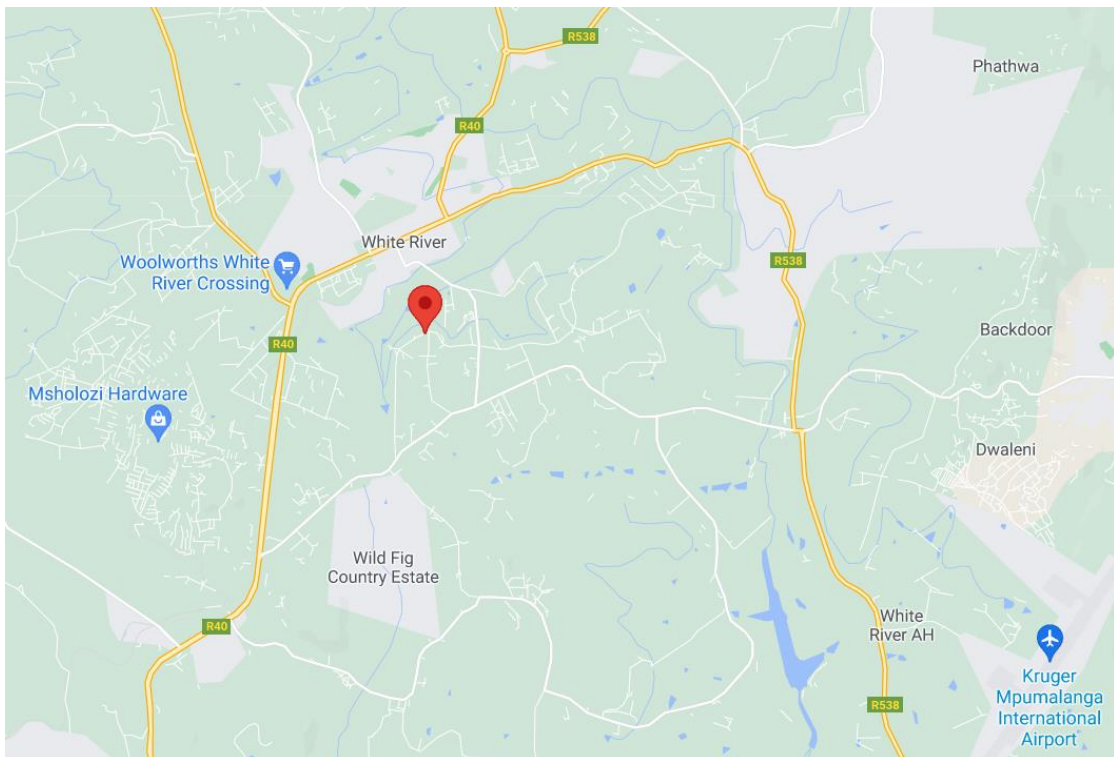 R538
Phathwa
R40
White River
Woolworths White
River Crossing
R538
Backdoor
R40
Msholozi Hardware
Dwaleni
Wild Fig
Country Estate
White
River AH
R40
Kruger
Mpumalanga
International
Airport
R538